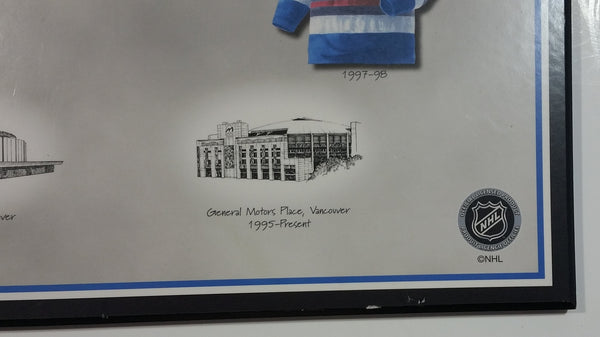 1997-98
General Motors Place, Vancouver
1995-Present
NHL
©NHL